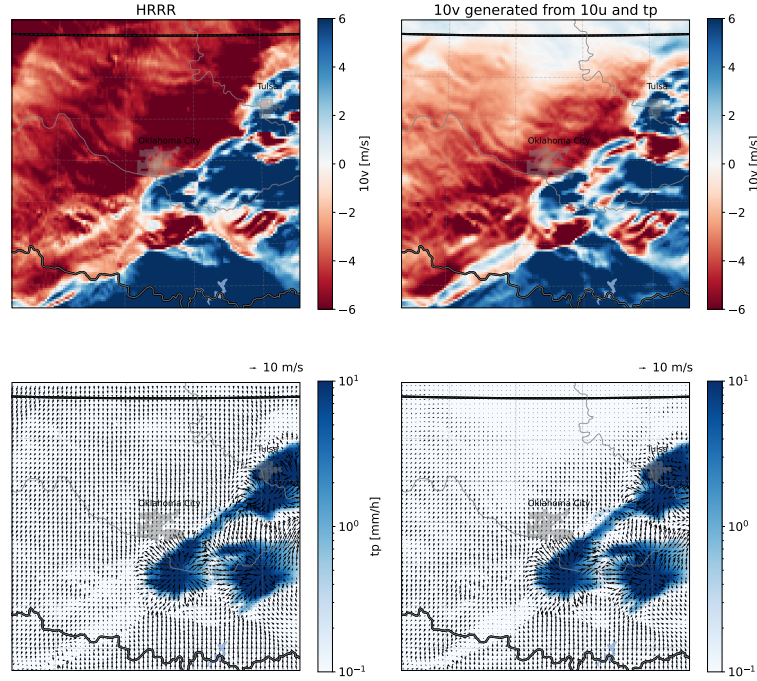 HRRR
Tulsa
Oklahoma City
6
4
2
0
−2
−4
−6
10v [m/s]
10v generated from 10u and tp
Tulsa
Oklahoma City
6
4
2
0
−2
−4
−6
10v [m/s]
→ 10 m/s
Tulsa
Oklahoma City
10¹
10⁰
10⁻¹
tp [mm/h]
→ 10 m/s
Tulsa
Oklahoma City
10¹
10⁰
10⁻¹